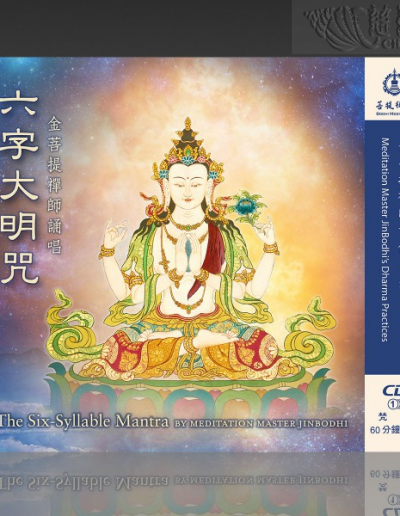 六字大明咒
金菩提禪師誦唱
The Six-Syllable Mantra BY MEDITATION MASTER JINBODHI
Meditation Master JinBodhi's Dharma Practices
CD
梵
60分鐘